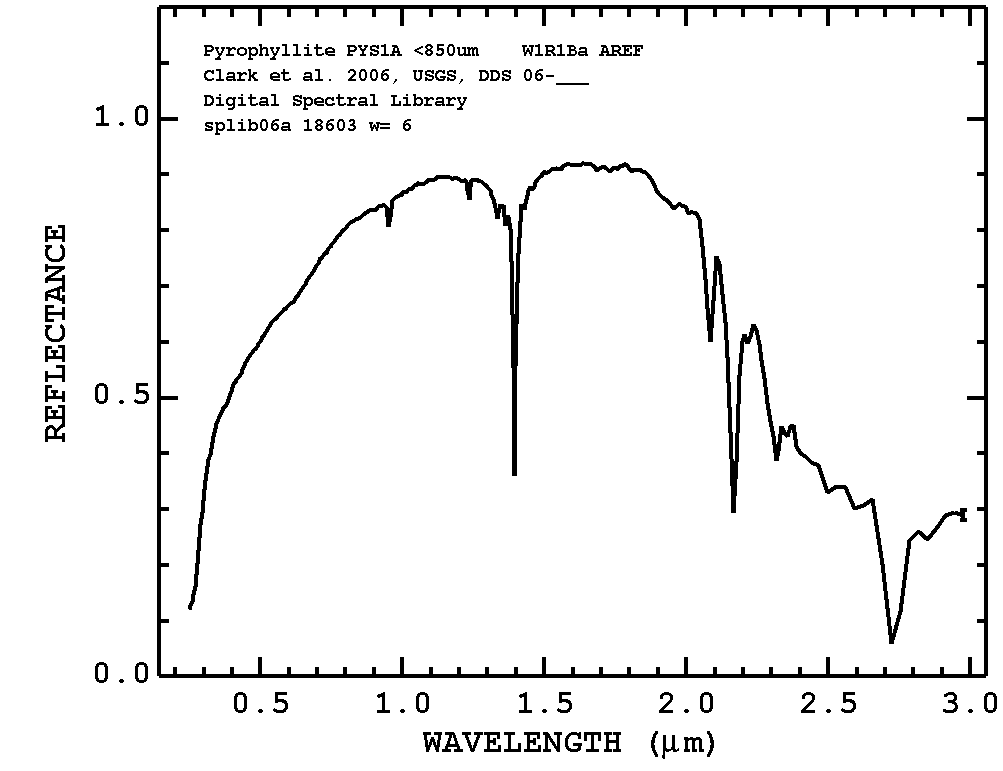 Pyrophyllite PYS1A <850um    W1R1Ba AREF
Clark et al. 2006, USGS, DDS 06-___
Digital Spectral Library
splib06a 18603 w= 6
1.0
0.5
0.0
REFLECTANCE
0.5 1.0 1.5 2.0 2.5 3.0
WAVELENGTH (μm)